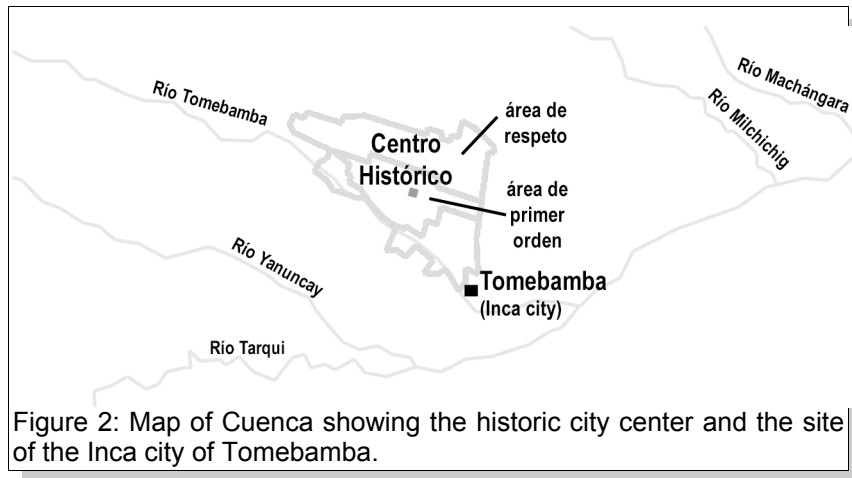 Río Tomebamba
Río Machángara
Río Milchichig
área de
respeto
Centro
Histórico
área de
primer
orden
Río Yanuncay
Tomebamba
(Inca city)
Río Tarqui
Figure 2: Map of Cuenca showing the historic city center and the site
of the Inca city of Tomebamba.